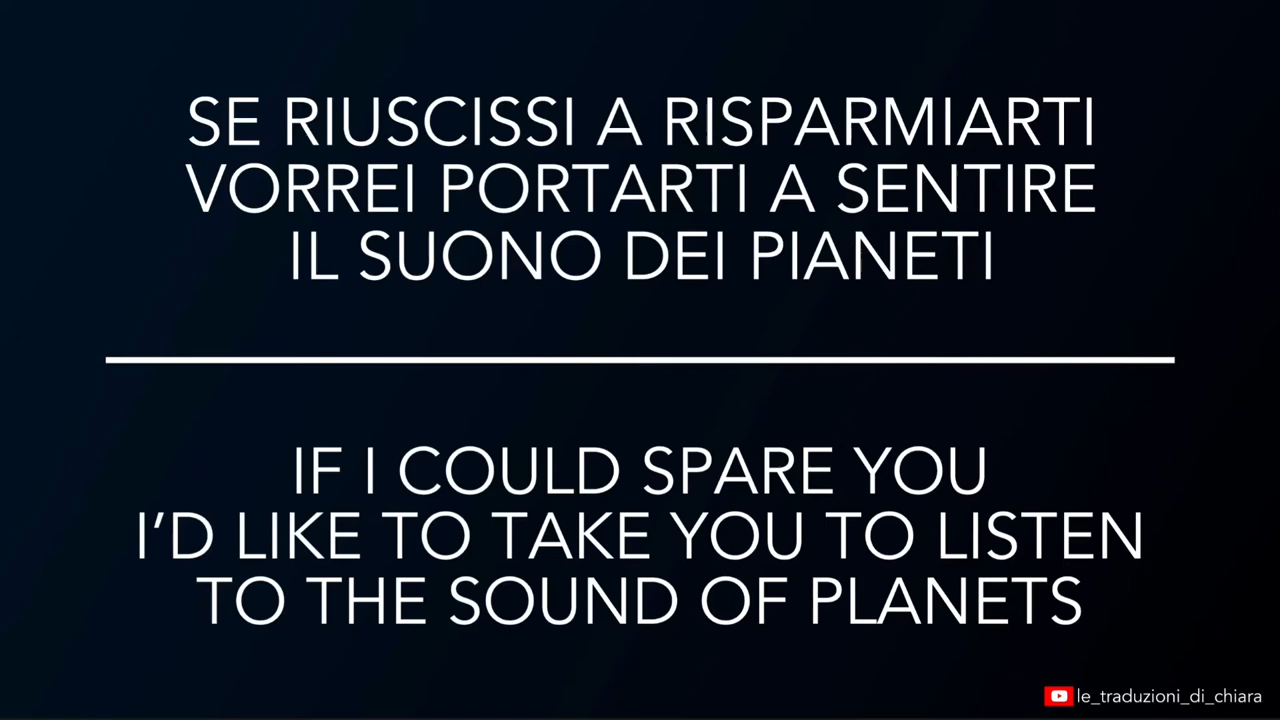 SE RIUSCISSI A RISPARMIARTI
VORREI PORTARTI A SENTIRE
IL SUONO DEI PIANETI
IF I COULD SPARE YOU
I’D LIKE TO TAKE YOU TO LISTEN
TO THE SOUND OF PLANETS
le_traduzioni_di_chiara